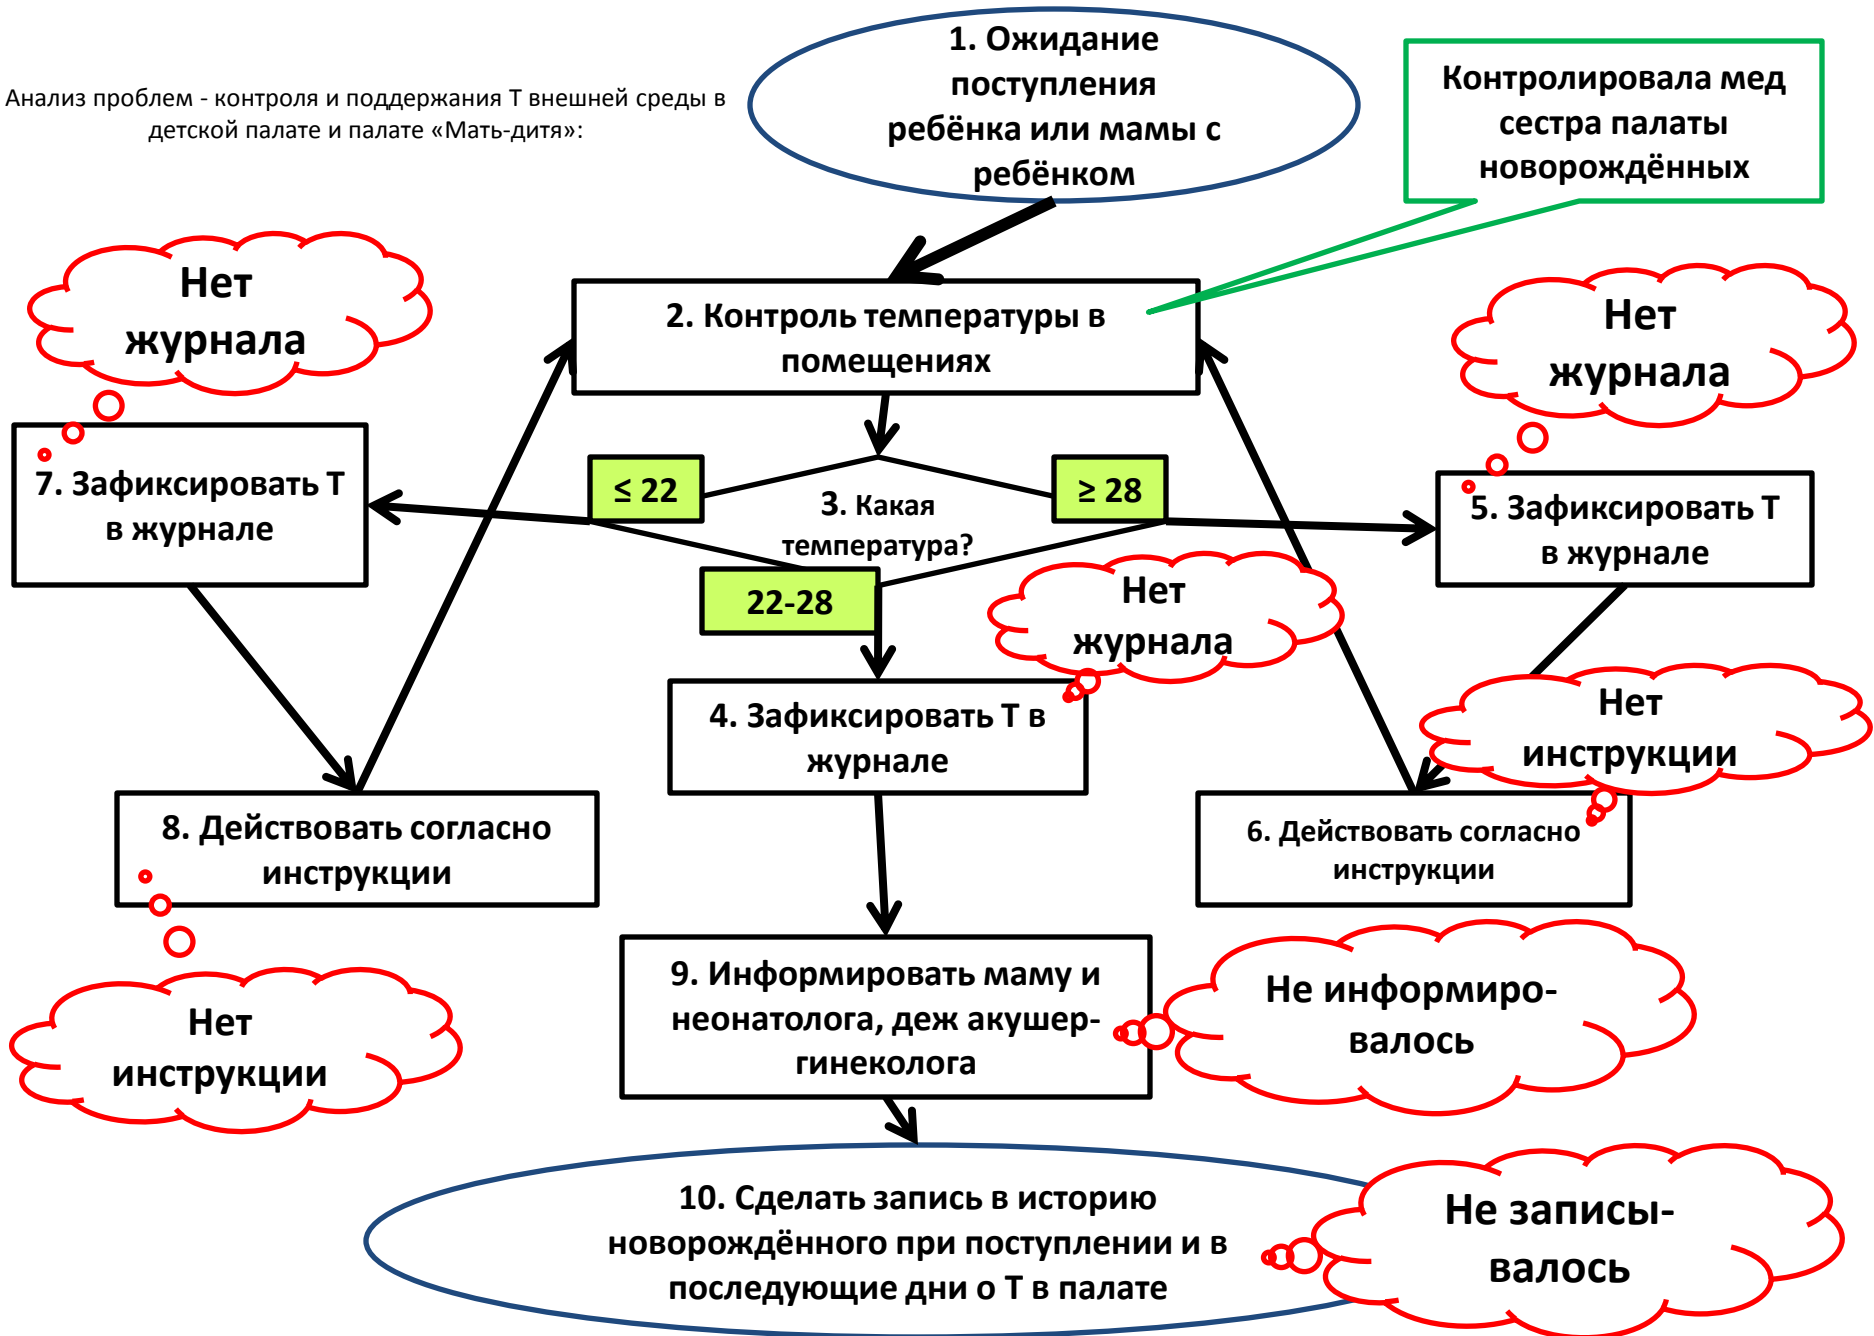 Анализ проблем - контроля и поддержания Т внешней среды в
детской палате и палате «Мать-дитя»:
1. Ожидание
поступления
ребёнка или мамы с
ребёнком
Контролировала мед
сестра палаты
новорождённых
Нет
журнала
2. Контроль температуры в
помещениях
Нет
журнала
7. Зафиксировать Т
в журнале
≤ 22
3. Какая
температура?
≥ 28
5. Зафиксировать Т
в журнале
22-28
Нет
журнала
4. Зафиксировать Т в
журнале
Нет
инструкции
8. Действовать согласно
инструкции
6. Действовать согласно
инструкции
9. Информировать маму и
неонатолога, деж акушер-
гинеколога
Не информиро-
валось
Нет
инструкции
10. Сделать запись в историю
новорождённого при поступлении и в
последующие дни о Т в палате
Не записы-
валось